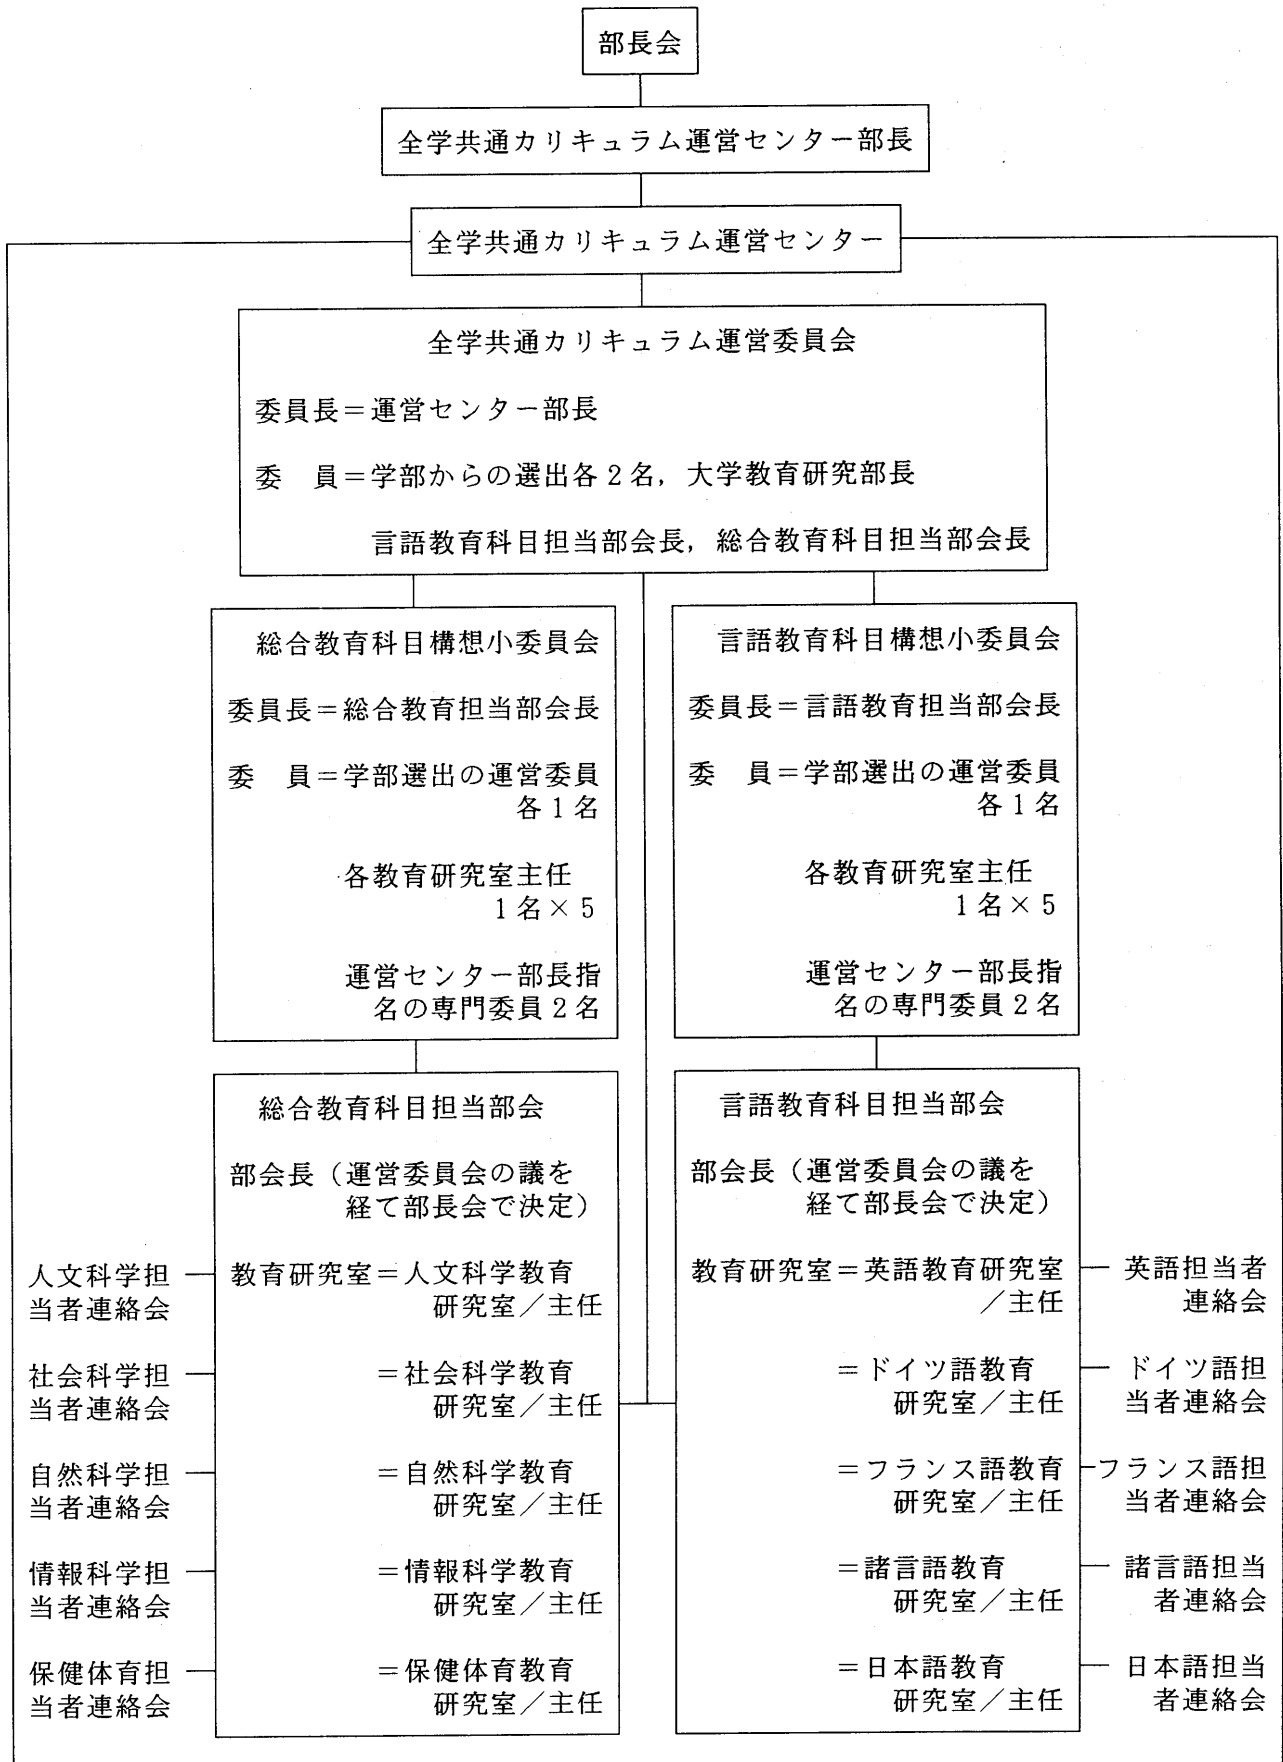 部長会
全学共通カリキュラム運営センター部長
全学共通カリキュラム運営センター
全学共通カリキュラム運営委員会
委員長＝運営センター部長
委　員＝学部からの選出各2名，大学教育研究部長
言語教育科目担当部会長，総合教育科目担当部会長
総合教育科目構想小委員会
委員長＝総合教育担当部会長
委　員＝学部選出の運営委員
各1名
各教育研究室主任
1名×5
運営センター部長指
名の専門委員2名
言語教育科目構想小委員会
委員長＝言語教育担当部会長
委　員＝学部選出の運営委員
各1名
各教育研究室主任
1名×5
運営センター部長指
名の専門委員2名
総合教育科目担当部会
部会長（運営委員会の議を
経て部長会で決定）
教育研究室＝人文科学教育
研究室／主任
＝社会科学教育
研究室／主任
＝自然科学教育
研究室／主任
＝情報科学教育
研究室／主任
＝保健体育教育
研究室／主任
人文科学担
当者連絡会
社会科学担
当者連絡会
自然科学担
当者連絡会
情報科学担
当者連絡会
保健体育担
当者連絡会
言語教育科目担当部会
部会長（運営委員会の議を
経て部長会で決定）
教育研究室＝英語教育研究室
／主任
＝ドイツ語教育
研究室／主任
＝フランス語教育
研究室／主任
＝諸言語教育
研究室／主任
＝日本語教育
研究室／主任
英語担当者
連絡会
ドイツ語担
当者連絡会
フランス語担
当者連絡会
諸言語担当
者連絡会
日本語担当
者連絡会